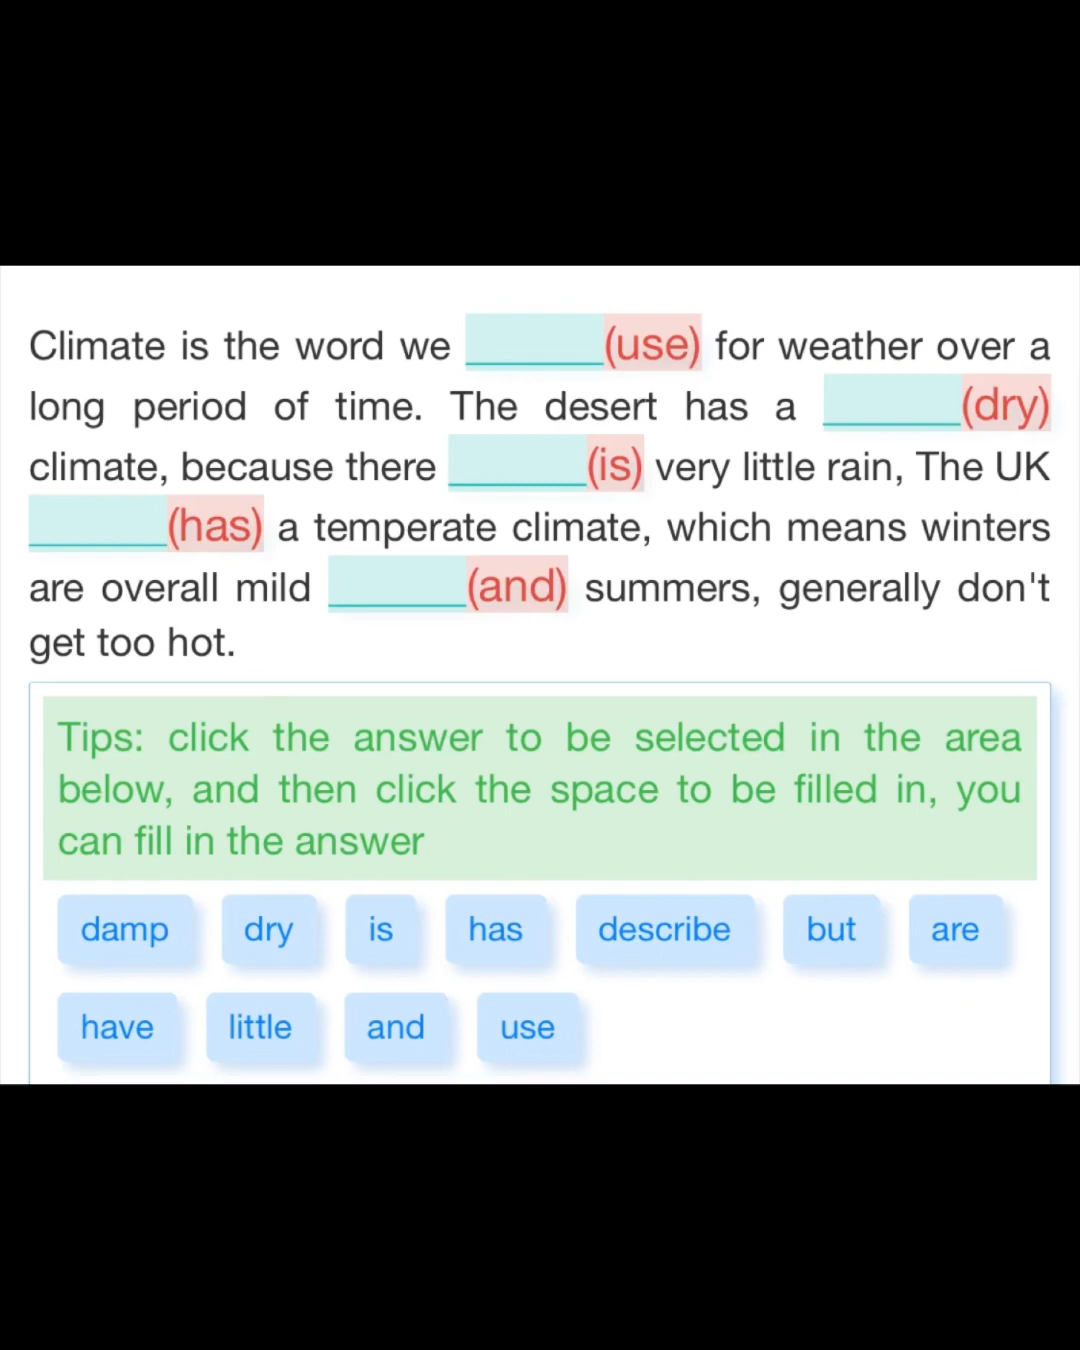 Climate is the word we ______(use) for weather over a
long period of time. The desert has a ______(dry)
climate, because there ______(is) very little rain, The UK
______(has) a temperate climate, which means winters
are overall mild ______(and) summers, generally don't
get too hot.
Tips: click the answer to be selected in the area
below, and then click the space to be filled in, you
can fill in the answer
damp dry is has describe but are
have little and use